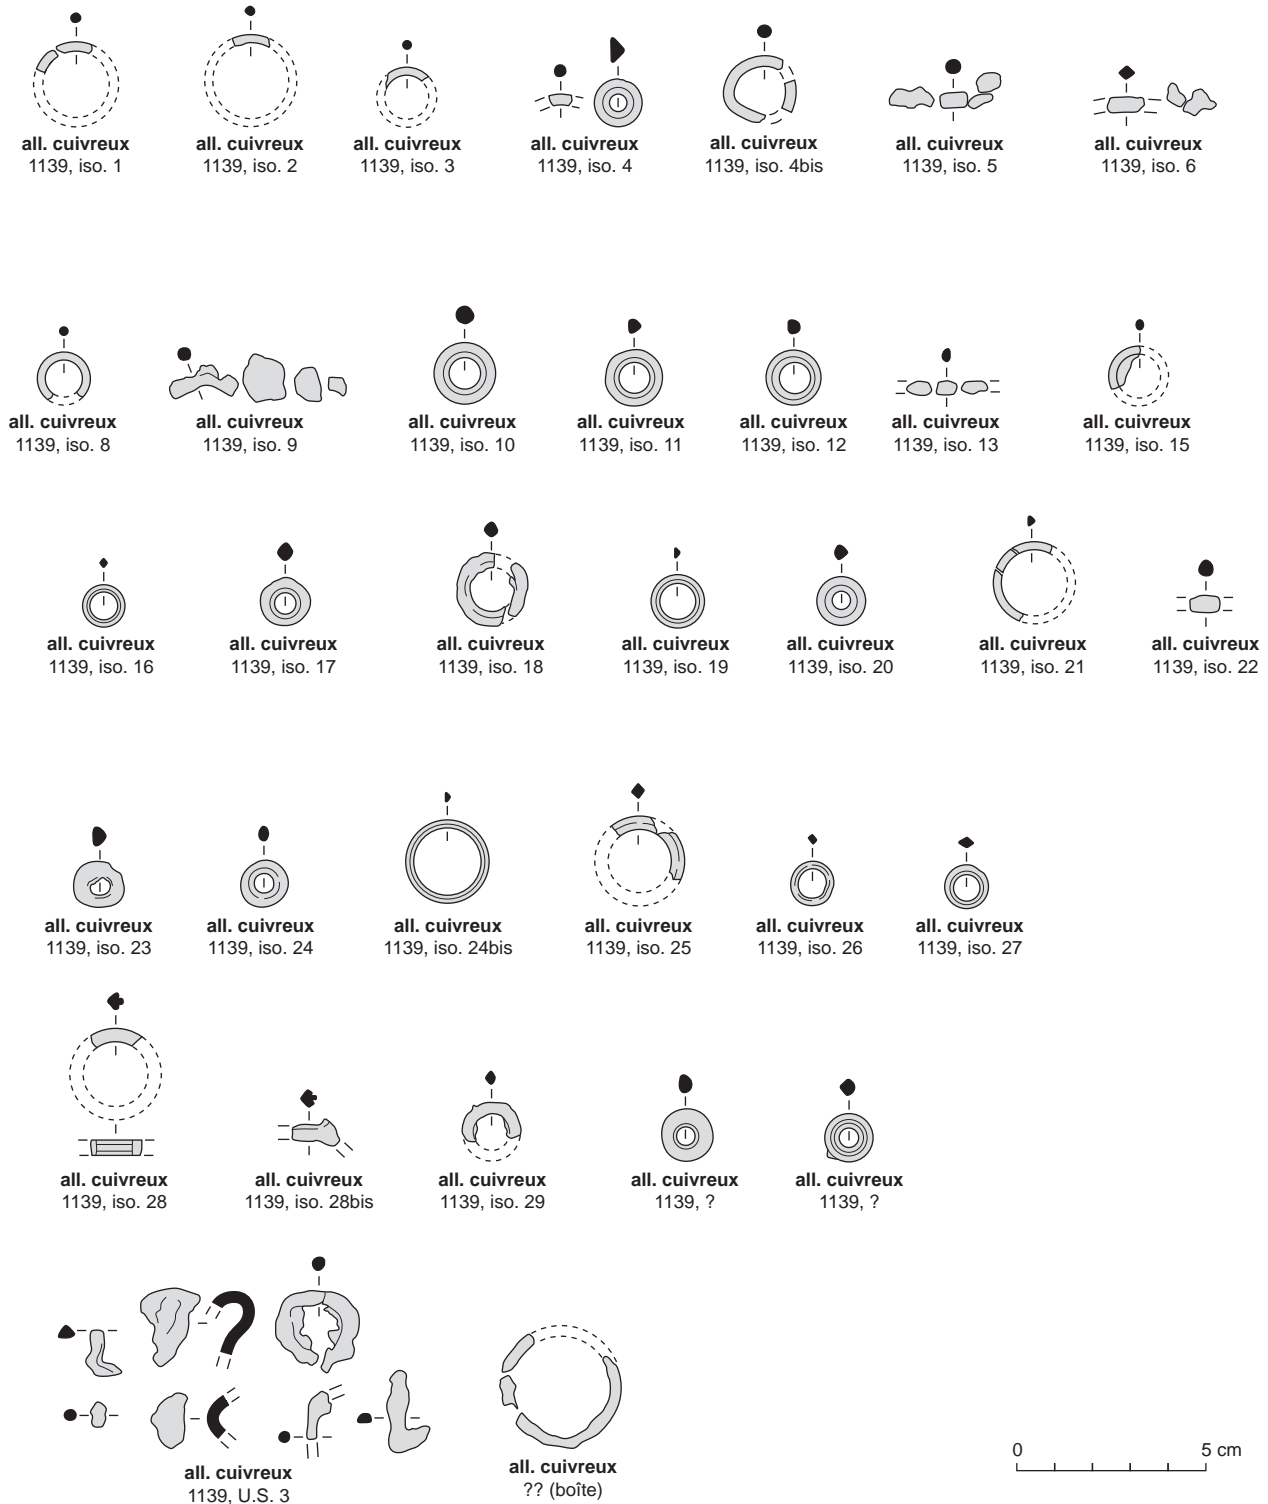 all. cuivreux
1139, iso. 1
all. cuivreux
1139, iso. 2
all. cuivreux
1139, iso. 3
all. cuivreux
1139, iso. 4
all. cuivreux
1139, iso. 4bis
all. cuivreux
1139, iso. 5
all. cuivreux
1139, iso. 6
all. cuivreux
1139, iso. 8
all. cuivreux
1139, iso. 9
all. cuivreux
1139, iso. 10
all. cuivreux
1139, iso. 11
all. cuivreux
1139, iso. 12
all. cuivreux
1139, iso. 13
all. cuivreux
1139, iso. 15
all. cuivreux
1139, iso. 16
all. cuivreux
1139, iso. 17
all. cuivreux
1139, iso. 18
all. cuivreux
1139, iso. 19
all. cuivreux
1139, iso. 20
all. cuivreux
1139, iso. 21
all. cuivreux
1139, iso. 22
all. cuivreux
1139, iso. 23
all. cuivreux
1139, iso. 24
all. cuivreux
1139, iso. 24bis
all. cuivreux
1139, iso. 25
all. cuivreux
1139, iso. 26
all. cuivreux
1139, iso. 27
all. cuivreux
1139, iso. 28
all. cuivreux
1139, iso. 28bis
all. cuivreux
1139, iso. 29
all. cuivreux
1139, ?
all. cuivreux
1139, ?
all. cuivreux
1139, U.S. 3
all. cuivreux
?? (boîte)
0 5 cm